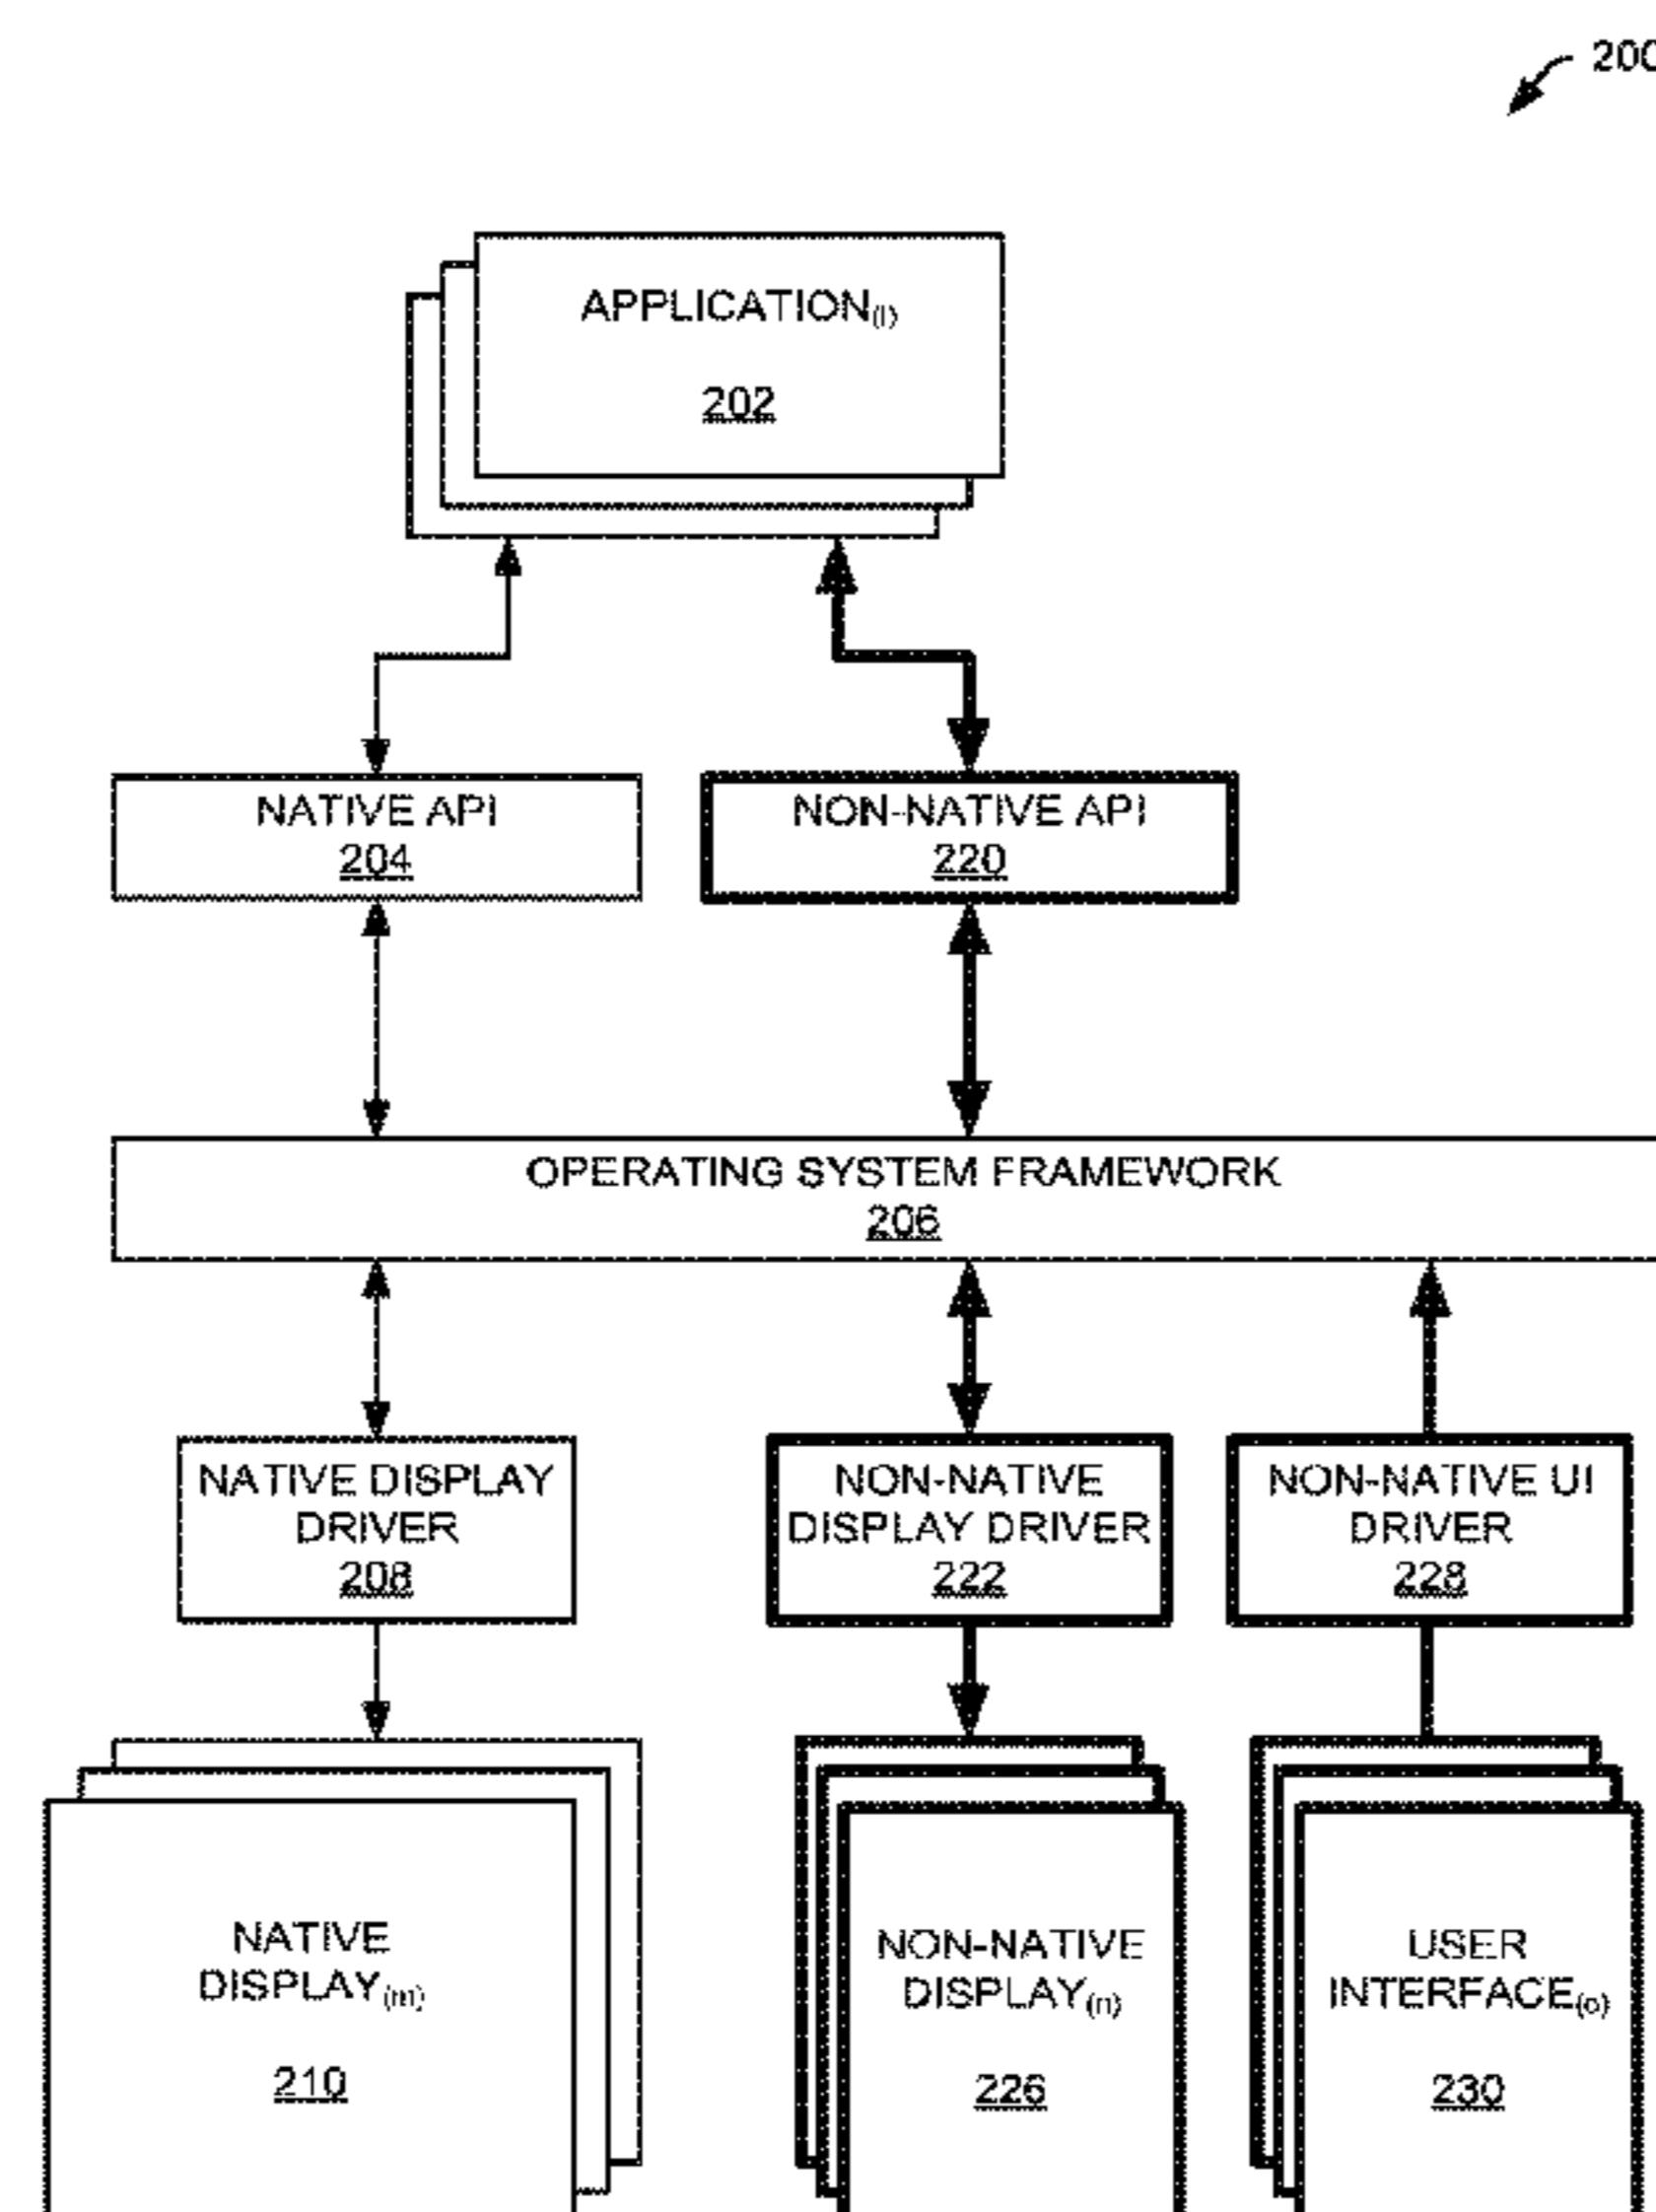 200
APPLICATION(l)
202
NATIVE API
204
NON-NATIVE API
220
OPERATING SYSTEM FRAMEWORK
206
NATIVE DISPLAY
DRIVER
208
NON-NATIVE
DISPLAY DRIVER
222
NON-NATIVE UI
DRIVER
228
NATIVE
DISPLAY(m)
210
NON-NATIVE
DISPLAY(n)
226
USER
INTERFACE(o)
230